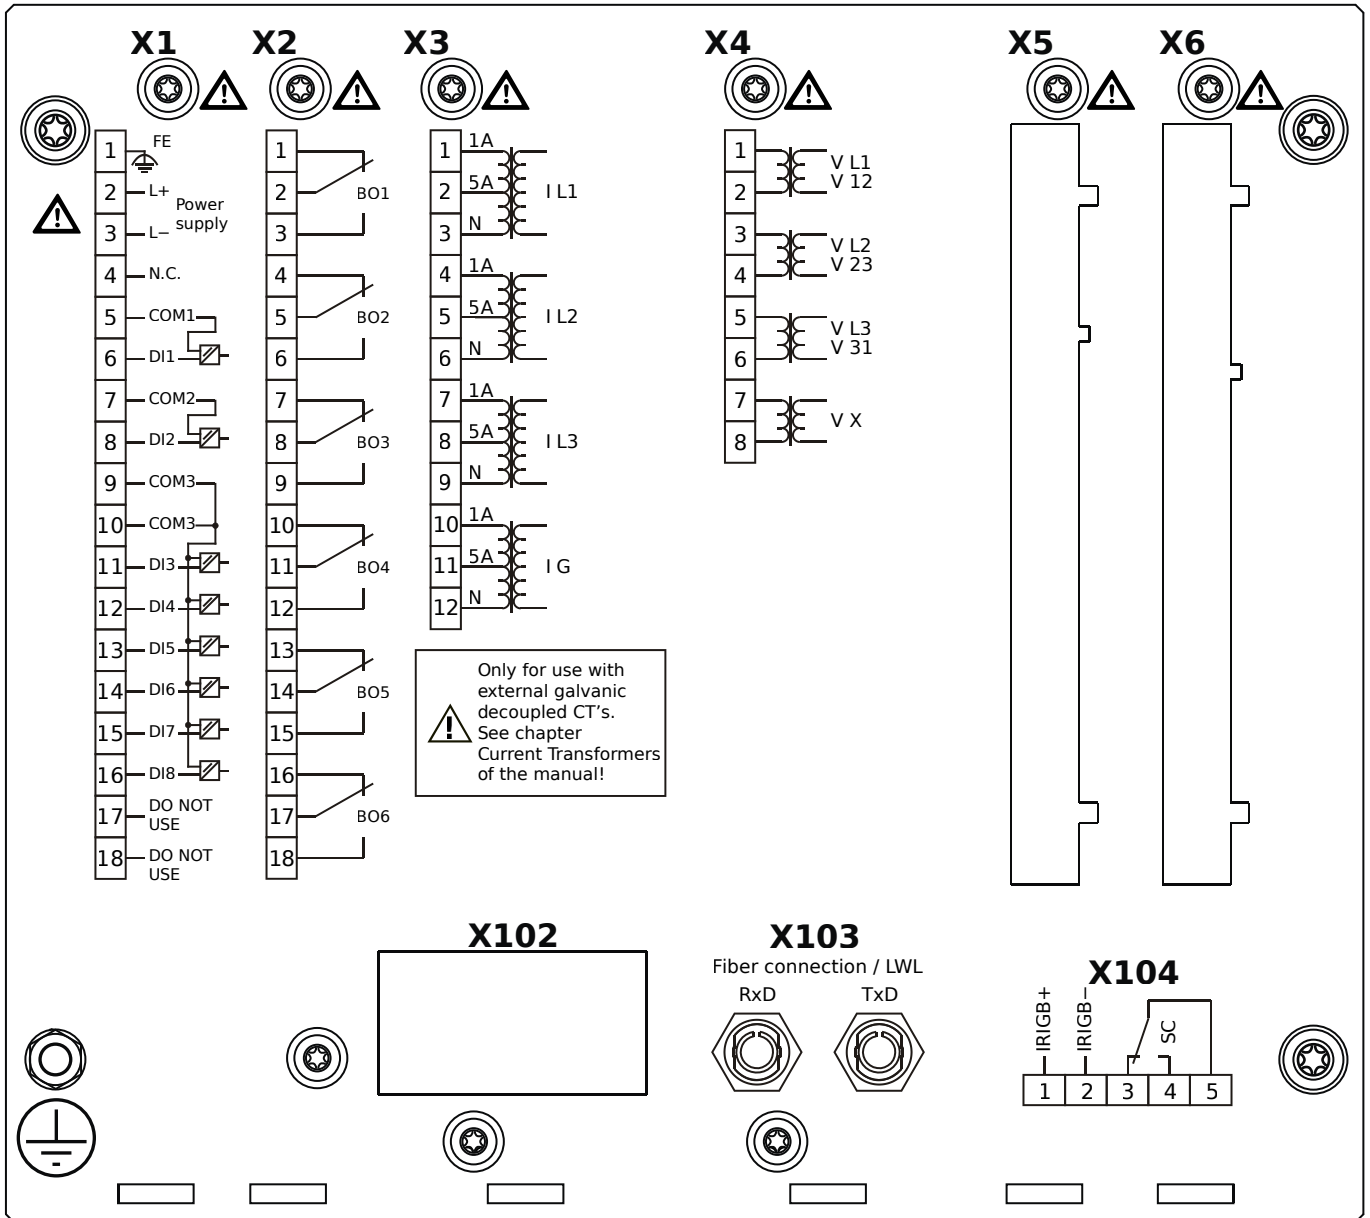 X1
X2
X3
X4
X5
X6
1
FE
2
L+
Power
supply
3
L−
4
N.C.
5
COM1
6
DI1
7
COM2
8
DI2
9
COM3
10
COM3
11
DI3
12
DI4
13
DI5
14
DI6
15
DI7
16
DI8
17
DO NOT
USE
18
DO NOT
USE
1
2
BO1
3
4
5
BO2
6
7
8
BO3
9
10
11
BO4
12
13
14
BO5
15
16
17
BO6
18
1
1A
2
5A
I L1
3
N
4
1A
5
5A
I L2
6
N
7
1A
8
5A
I L3
9
N
10
1A
11
5A
I G
12
N
Only for use with
external galvanic
decoupled CT's.
See chapter
Current Transformers
of the manual!
1
2
V L1
V 12
3
4
V L2
V 23
5
6
V L3
V 31
7
8
V X
X102
X103
Fiber connection / LWL
RxD
TxD
X104
IRIGB+
IRIGB−
SC
1
2
3
4
5